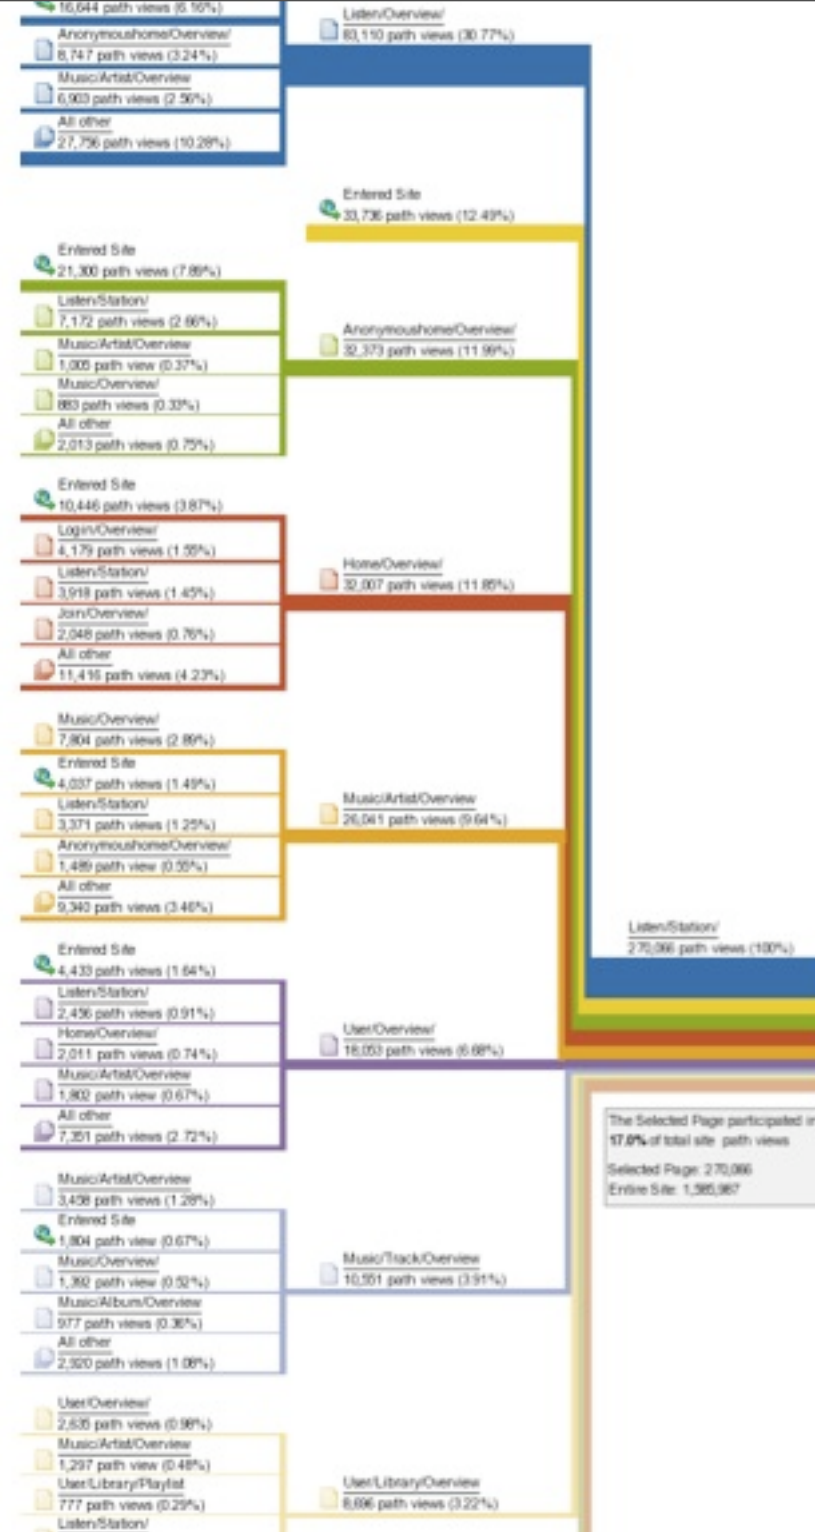 16,644 path views (6.16%)
Anonymoushome/Overview/
8,747 path views (3.24%)
Music/Artist/Overview
6,903 path views (2.56%)
All other
27,756 path views (10.28%)
Listen/Overview/
83,110 path views (30.77%)
Entered Site
33,736 path views (12.49%)
Entered Site
21,300 path views (7.89%)
Listen/Station/
7,172 path views (2.66%)
Music/Artist/Overview
1,005 path view (0.37%)
Music/Overview/
883 path views (0.33%)
All other
2,013 path views (0.75%)
Anonymoushome/Overview/
32,373 path views (11.99%)
Entered Site
10,446 path views (3.87%)
Login/Overview/
4,179 path views (1.55%)
Listen/Station/
3,918 path views (1.45%)
Join/Overview/
2,048 path views (0.76%)
All other
11,416 path views (4.23%)
Home/Overview/
32,007 path views (11.85%)
Music/Overview/
7,804 path views (2.89%)
Entered Site
4,037 path views (1.49%)
Listen/Station/
3,371 path views (1.25%)
Anonymoushome/Overview/
1,489 path view (0.55%)
All other
9,340 path views (3.46%)
Music/Artist/Overview
26,041 path views (9.64%)
Listen/Station/
270,066 path views (100%)
Entered Site
4,433 path views (1.64%)
Listen/Station/
2,456 path views (0.91%)
Home/Overview/
2,011 path views (0.74%)
Music/Artist/Overview
1,802 path views (0.67%)
All other
7,351 path views (2.72%)
User/Overview/
18,053 path views (6.68%)
The Selected Page participated in
17.0% of total site path views
Selected Page: 270,066
Entire Site: 1,585,987
Music/Artist/Overview
3,458 path views (1.28%)
Entered Site
1,804 path view (0.67%)
Music/Overview/
1,392 path view (0.52%)
Music/Album/Overview
977 path views (0.36%)
All other
2,920 path views (1.08%)
Music/Track/Overview
10,551 path views (3.91%)
User/Overview/
2,635 path views (0.98%)
Music/Artist/Overview
1,297 path view (0.48%)
User/Library/Playlist
777 path views (0.29%)
Listen/Station/
User/Library/Overview
8,696 path views (3.22%)